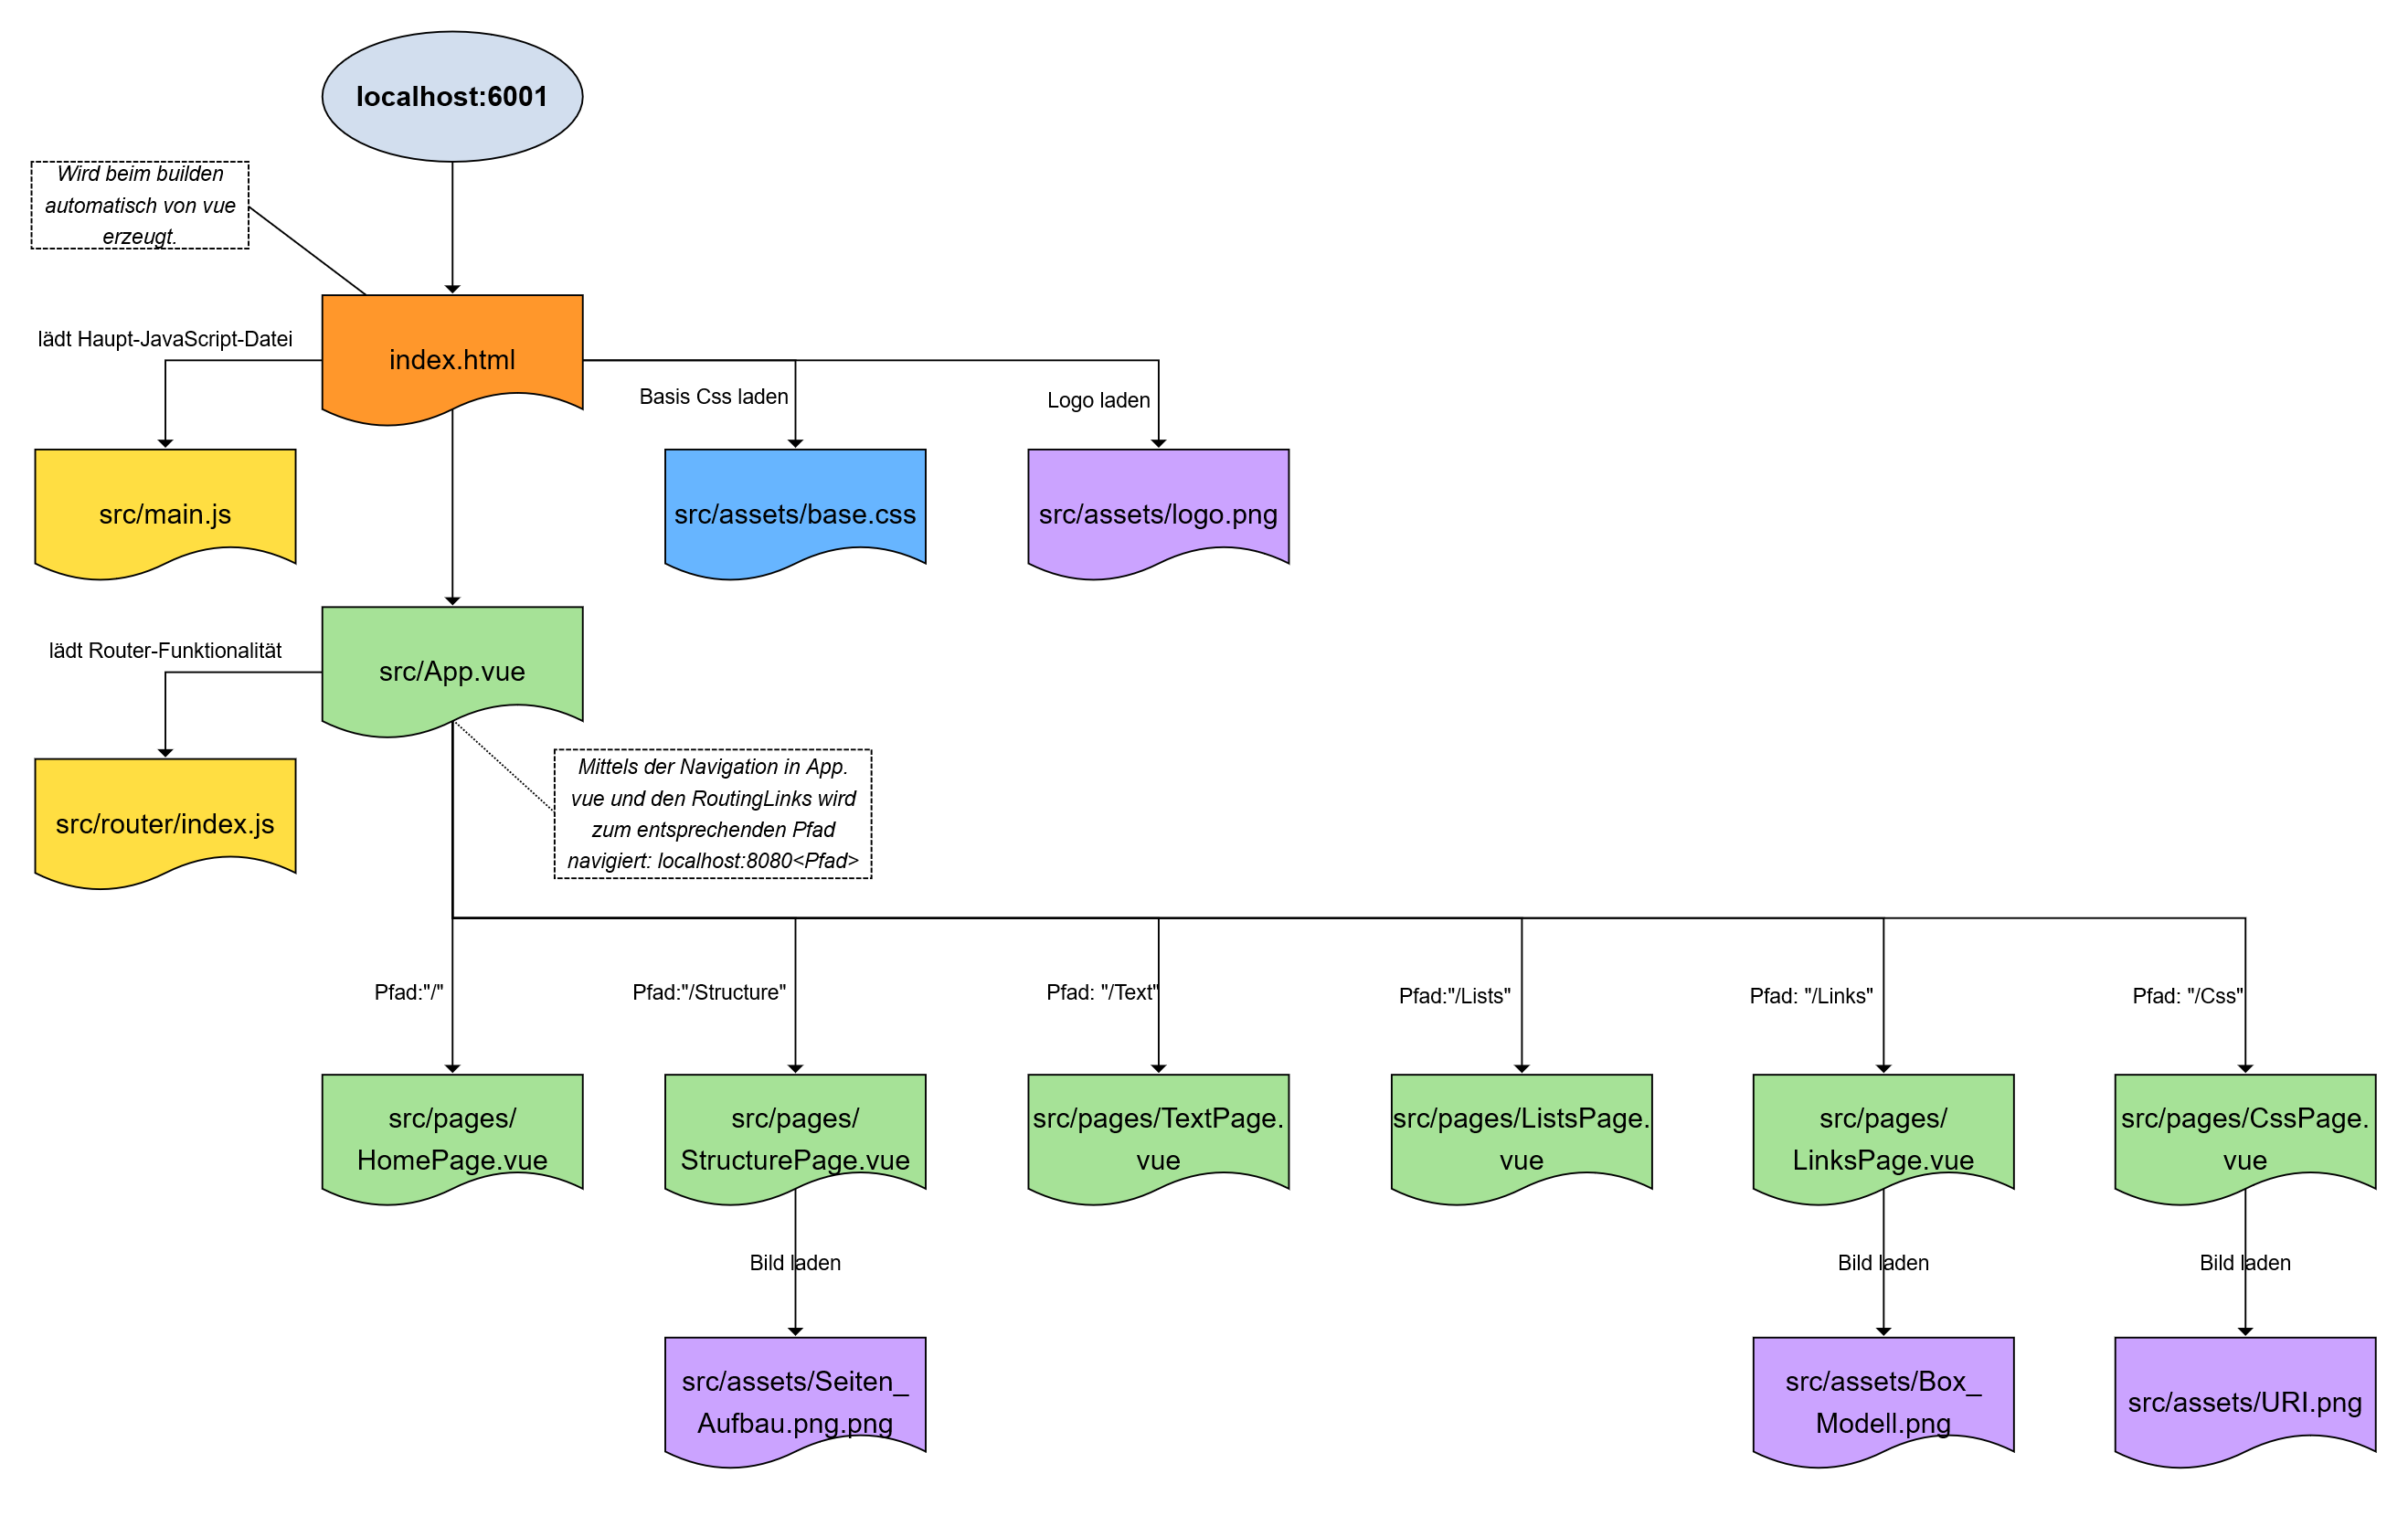 localhost:6001
Wird beim builden
automatisch von vue
erzeugt.
lädt Haupt-JavaScript-Datei
index.html
Basis Css laden
Logo laden
src/main.js
src/assets/base.css
src/assets/logo.png
lädt Router-Funktionalität
src/App.vue
src/router/index.js
Mittels der Navigation in App.
vue und den RoutingLinks wird
zum entsprechenden Pfad
navigiert: localhost:8080<Pfad>
Pfad:"/"
Pfad:"/Structure"
Pfad: "/Text"
Pfad:"/Lists"
Pfad: "/Links"
Pfad: "/Css"
src/pages/
HomePage.vue
src/pages/
StructurePage.vue
src/pages/TextPage.
vue
src/pages/ListsPage.
vue
src/pages/
LinksPage.vue
src/pages/CssPage.
vue
Bild laden
Bild laden
Bild laden
src/assets/Seiten_
Aufbau.png.png
src/assets/Box_
Modell.png
src/assets/URI.png